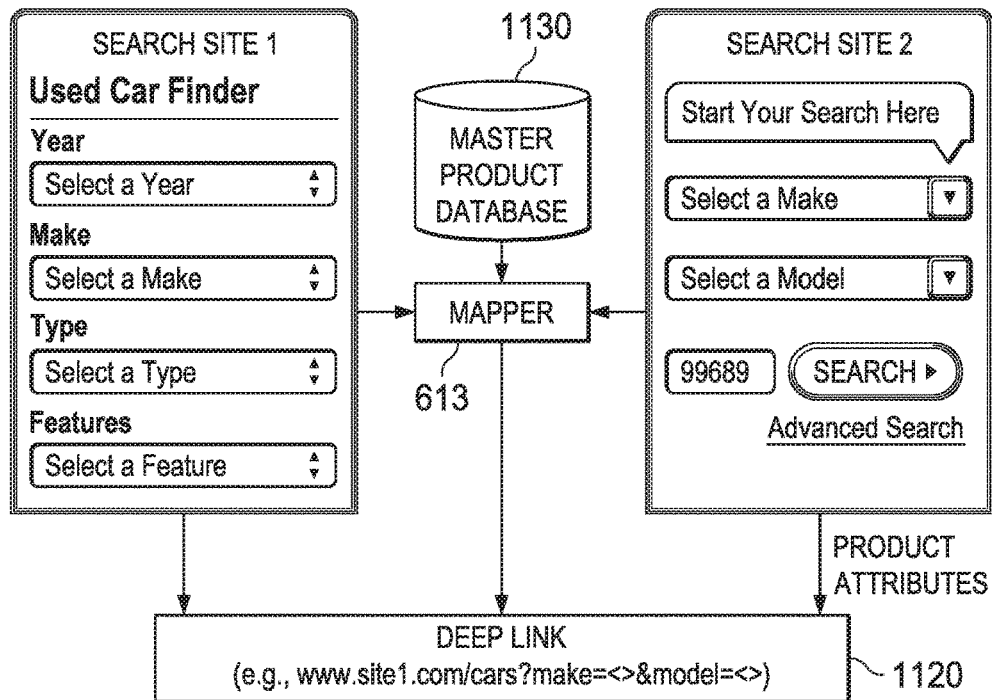 SEARCH SITE 1
Used Car Finder
Year
Select a Year
Make
Select a Make
Type
Select a Type
Features
Select a Feature
1130
MASTER
PRODUCT
DATABASE
MAPPER
613
SEARCH SITE 2
Start Your Search Here
Select a Make
Select a Model
99689
SEARCH
Advanced Search
PRODUCT
ATTRIBUTES
DEEP LINK
(e.g., www.site1.com/cars?make=<>&model=<>)
1120